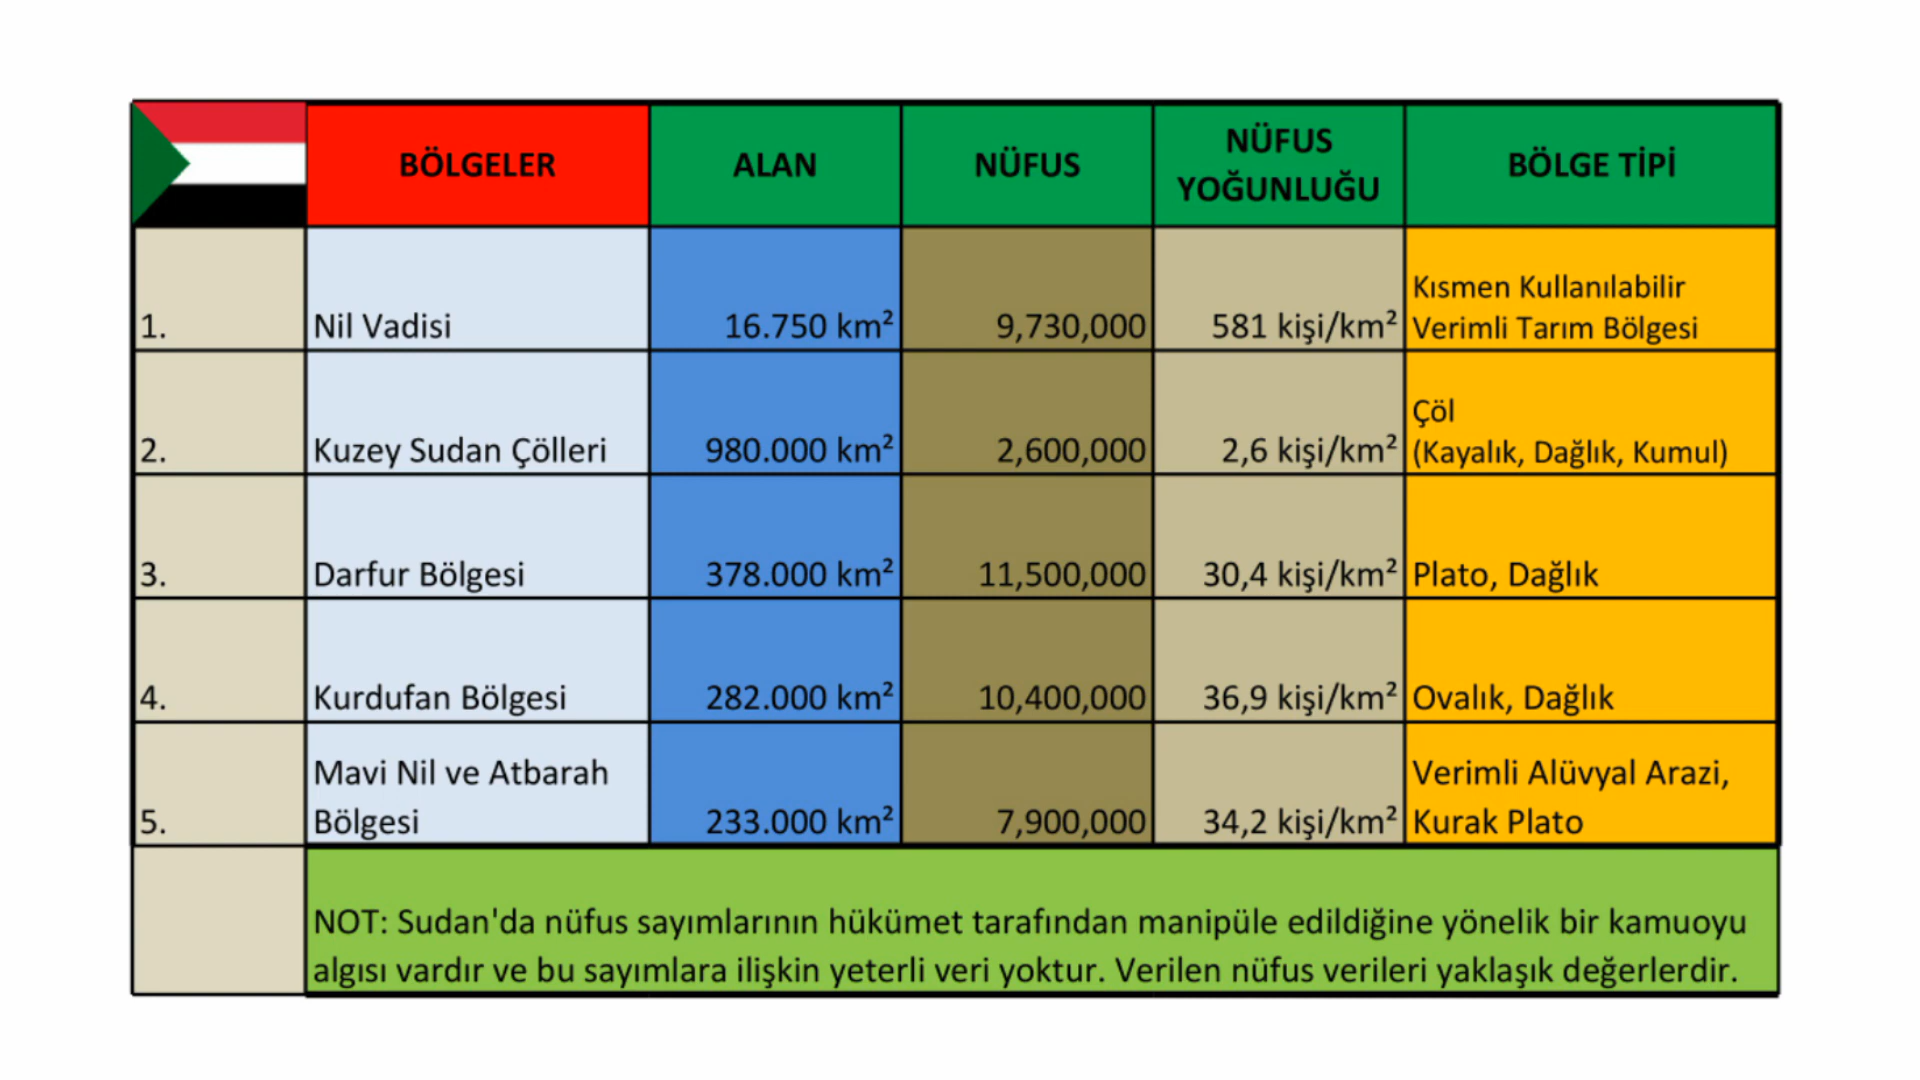 BÖLGELER ALAN NÜFUS NÜFUS YOĞUNLUĞU BÖLGE TİPİ
1. Nil Vadisi 16.750 km² 9,730,000 581 kişi/km² Kısmen Kullanılabilir Verimli Tarım Bölgesi
2. Kuzey Sudan Çölleri 980.000 km² 2,600,000 2,6 kişi/km² Çöl (Kayalık, Dağlık, Kumul)
3. Darfur Bölgesi 378.000 km² 11,500,000 30,4 kişi/km² Plato, Dağlık
4. Kurdufan Bölgesi 282.000 km² 10,400,000 36,9 kişi/km² Ovalık, Dağlık
5. Mavi Nil ve Atbarah Bölgesi 233.000 km² 7,900,000 34,2 kişi/km² Verimli Alüvyal Arazi, Kurak Plato
NOT: Sudan'da nüfus sayımlarının hükümet tarafından manipüle edildiğine yönelik bir kamuoyu
algısı vardır ve bu sayımlara ilişkin yeterli veri yoktur. Verilen nüfus verileri yaklaşık değerlerdir.